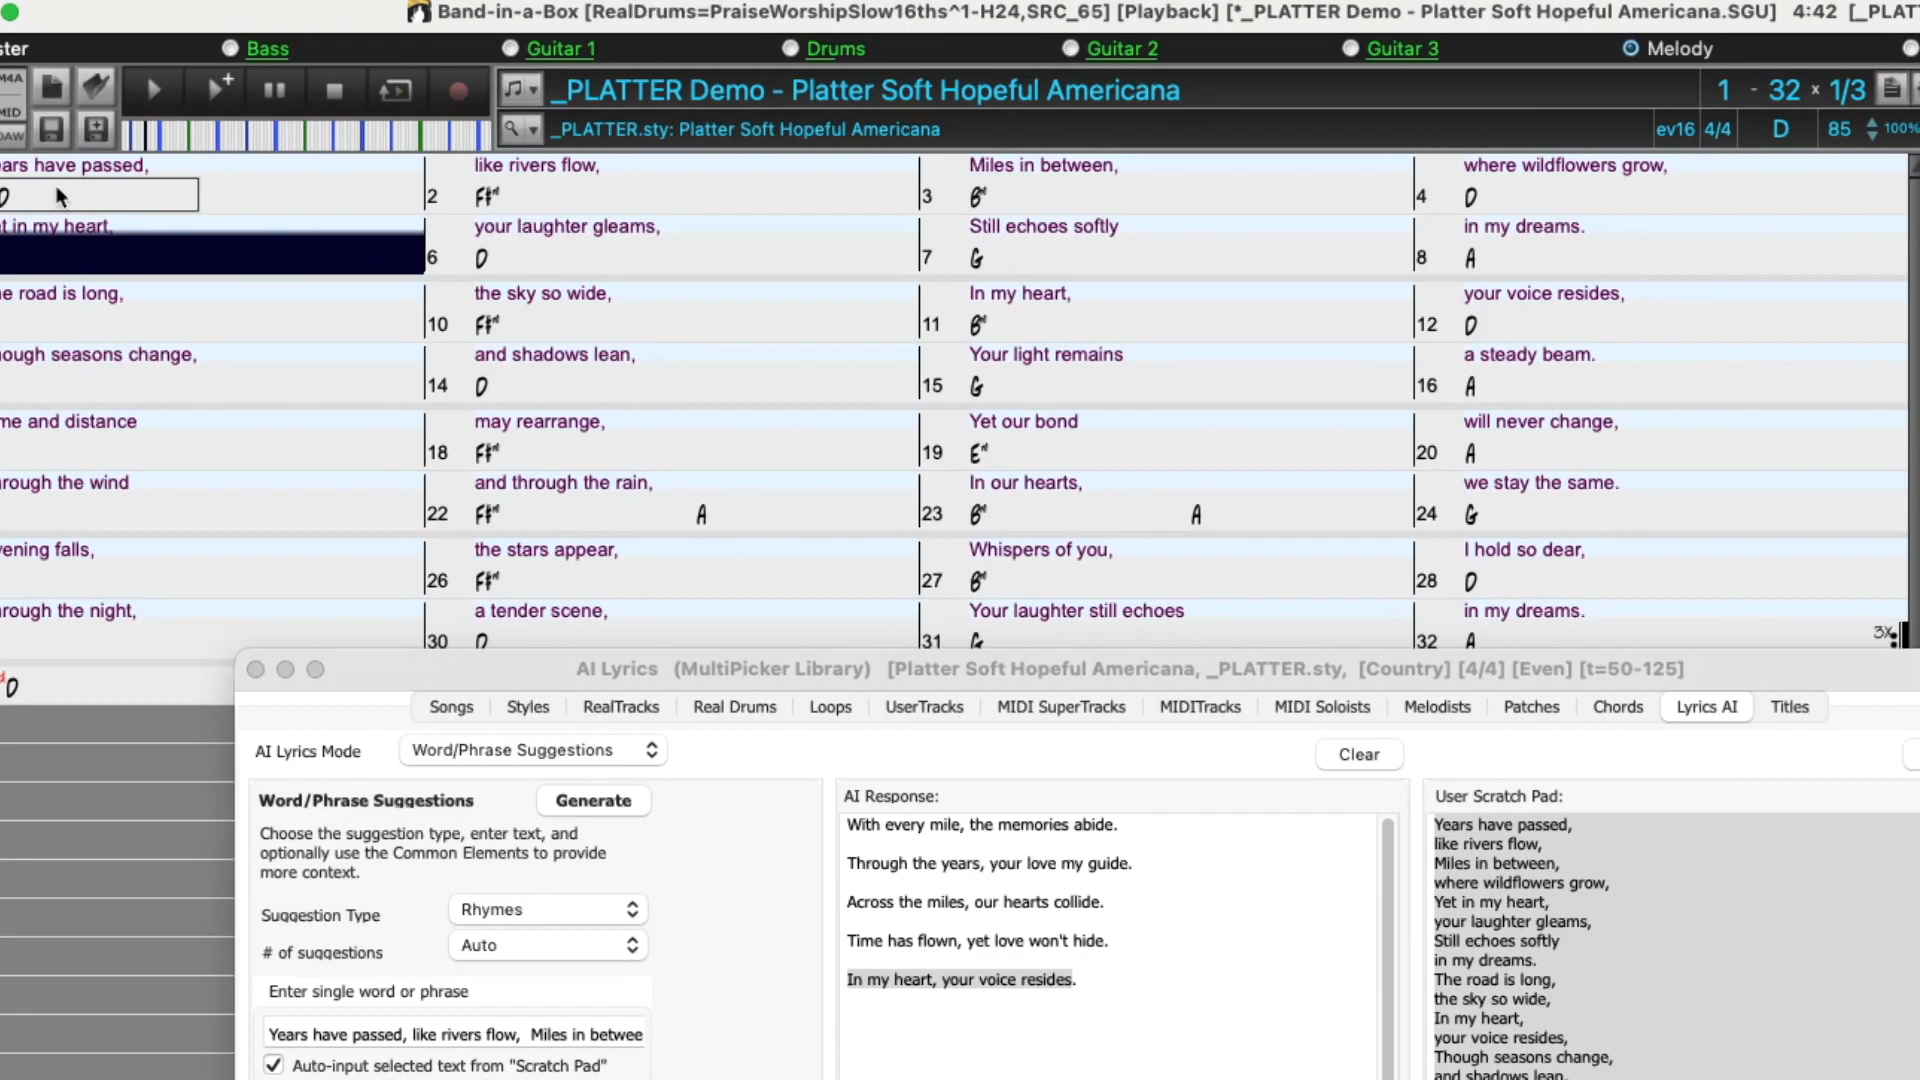 Band-in-a-Box [RealDrums=PraiseWorshipSlow16ths^1-H24,SRC_65] [Playback] [*_PLATTER Demo - Platter Soft Hopeful Americana.SGU] 4:42 [_PLAT
ster Bass Guitar 1 Drums Guitar 2 Guitar 3 Melody
M4A
MID
DAW
_PLATTER Demo - Platter Soft Hopeful Americana 1 - 32 x 1/3
_PLATTER.sty: Platter Soft Hopeful Americana ev16 4/4 D 85 100%
ears have passed, like rivers flow, Miles in between, where wildflowers grow,
D 2 F#m 3 Bm 4 D
t in my heart, your laughter gleams, Still echoes softly in my dreams.
6 D 7 G 8 A
e road is long, the sky so wide, In my heart, your voice resides,
10 F#m 11 Bm 12 D
ough seasons change, and shadows lean, Your light remains a steady beam.
14 D 15 G 16 A
me and distance may rearrange, Yet our bond will never change,
18 F#m 19 Em 20 A
rough the wind and through the rain, In our hearts, we stay the same.
22 F#m A 23 Bm A 24 G
vening falls, the stars appear, Whispers of you, I hold so dear,
26 F#m 27 Bm 28 D
rough the night, a tender scene, Your laughter still echoes in my dreams.
30 D 31 G 32 A 3x
D
AI Lyrics (MultiPicker Library) [Platter Soft Hopeful Americana, _PLATTER.sty, [Country] [4/4] [Even] [t=50-125]
Songs Styles RealTracks Real Drums Loops UserTracks MIDI SuperTracks MIDITracks MIDI Soloists Melodists Patches Chords Lyrics AI Titles
AI Lyrics Mode Word/Phrase Suggestions Clear
Word/Phrase Suggestions Generate
Choose the suggestion type, enter text, and
optionally use the Common Elements to provide
more context.
Suggestion Type Rhymes
# of suggestions Auto
Enter single word or phrase
Years have passed, like rivers flow, Miles in betwee
Auto-input selected text from "Scratch Pad"
AI Response:
With every mile, the memories abide.
Through the years, your love my guide.
Across the miles, our hearts collide.
Time has flown, yet love won't hide.
In my heart, your voice resides.
User Scratch Pad:
Years have passed,
like rivers flow,
Miles in between,
where wildflowers grow,
Yet in my heart,
your laughter gleams,
Still echoes softly
in my dreams.
The road is long,
the sky so wide,
In my heart,
your voice resides,
Though seasons change,
and shadows lean,